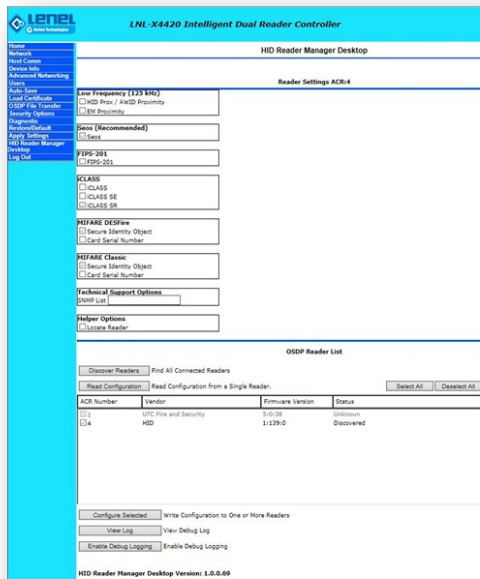 LENEL
United Technologies
LNL-X4420 Intelligent Dual Reader Controller
Home
Network
Host Comm
Device Info
Advanced Networking
Users
Auto-Save
Load Certificate
OSDP File Transfer
Security Options
Diagnostic
Restore/Default
Apply Settings
HID Reader Manager
Desktop
Log Out
HID Reader Manager Desktop
Reader Settings ACR:4
Low Frequency (125 kHz)
HID Prox / AWID Proximity
EM Proximity
Seos (Recommended)
Seos
FIPS-201
FIPS-201
iCLASS
iCLASS
iCLASS SE
iCLASS SR
MIFARE DESFire
Secure Identity Object
Card Serial Number
MIFARE Classic
Secure Identity Object
Card Serial Number
Technical Support Options
SNMP List
Helper Options
Locate Reader
OSDP Reader List
Discover Readers Find All Connected Readers
Read Configuration Read Configuration from a Single Reader. Select All Deselect All
ACR Number Vendor Firmware Version Status
1 UTC Fire and Security 5:0:38 Unknown
4 HID 1:139:0 Discovered
Configure Selected Write Configuration to One or More Readers
View Log View Debug Log
Enable Debug Logging Enable Debug Logging
HID Reader Manager Desktop Version: 1.0.0.69